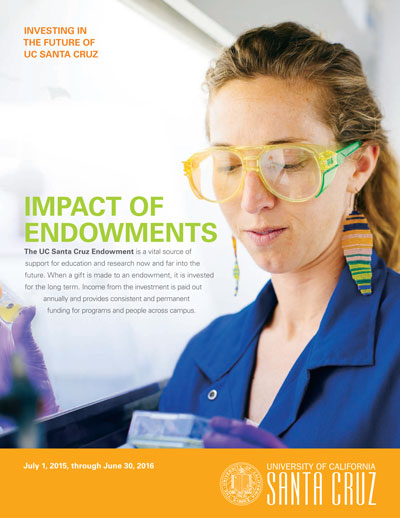 INVESTING IN
THE FUTURE OF
UC SANTA CRUZ
IMPACT OF
ENDOWMENTS
The UC Santa Cruz Endowment is a vital source of
support for education and research now and far into the
future. When a gift is made to an endowment, it is invested
for the long term. Income from the investment is paid out
annually and provides consistent and permanent
funding for programs and people across campus.
July 1, 2015, through June 30, 2016
UNIVERSITY OF CALIFORNIA
SANTA CRUZ